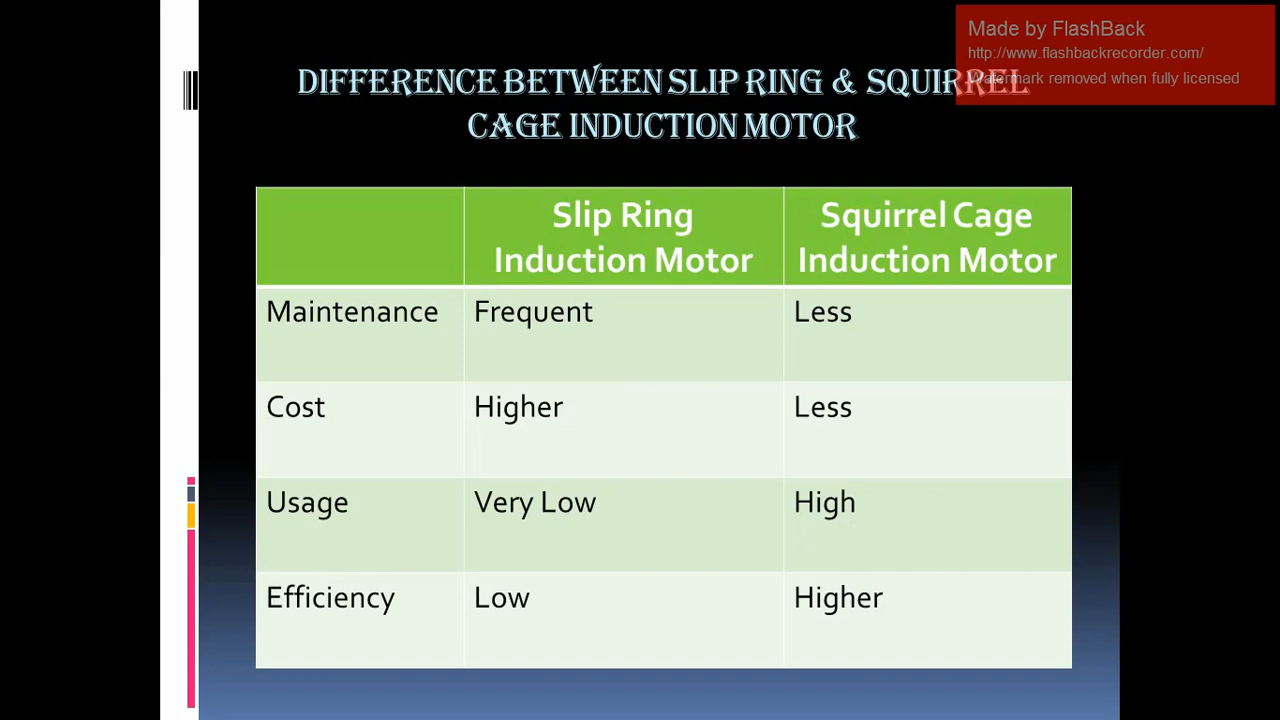 Made by FlashBack
http://www.flashbackrecorder.com/
Watermark removed when fully licensed
DIFFERENCE BETWEEN SLIP RING & SQUIRREL
CAGE INDUCTION MOTOR
Slip Ring
Induction Motor
Squirrel Cage
Induction Motor
Maintenance Frequent Less
Cost Higher Less
Usage Very Low High
Efficiency Low Higher